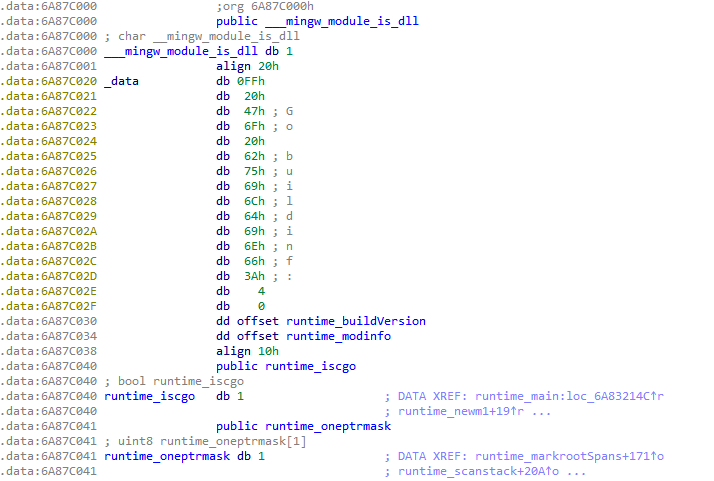 .data:6A87C000 ;org 6A87C000h
.data:6A87C000 public ___mingw_module_is_dll
.data:6A87C000 ; char __mingw_module_is_dll
.data:6A87C000 ___mingw_module_is_dll db 1
.data:6A87C001 align 20h
.data:6A87C020 _data db 0FFh
.data:6A87C021 db 20h
.data:6A87C022 db 47h ; G
.data:6A87C023 db 6Fh ; o
.data:6A87C024 db 20h
.data:6A87C025 db 62h ; b
.data:6A87C026 db 75h ; u
.data:6A87C027 db 69h ; i
.data:6A87C028 db 6Ch ; l
.data:6A87C029 db 64h ; d
.data:6A87C02A db 69h ; i
.data:6A87C02B db 6Eh ; n
.data:6A87C02C db 66h ; f
.data:6A87C02D db 3Ah ; :
.data:6A87C02E db 4
.data:6A87C02F db 0
.data:6A87C030 dd offset runtime_buildVersion
.data:6A87C034 dd offset runtime_modinfo
.data:6A87C038 align 10h
.data:6A87C040 public runtime_iscgo
.data:6A87C040 ; bool runtime_iscgo
.data:6A87C040 runtime_iscgo db 1 ; DATA XREF: runtime_main:loc_6A83214C↑r
.data:6A87C040 ; runtime_newm1+19↑r ...
.data:6A87C041 public runtime_oneptrmask
.data:6A87C041 ; uint8 runtime_oneptrmask[1]
.data:6A87C041 runtime_oneptrmask db 1 ; DATA XREF: runtime_markrootSpans+171↑o
.data:6A87C041 ; runtime_scanstack+20A↑o ...